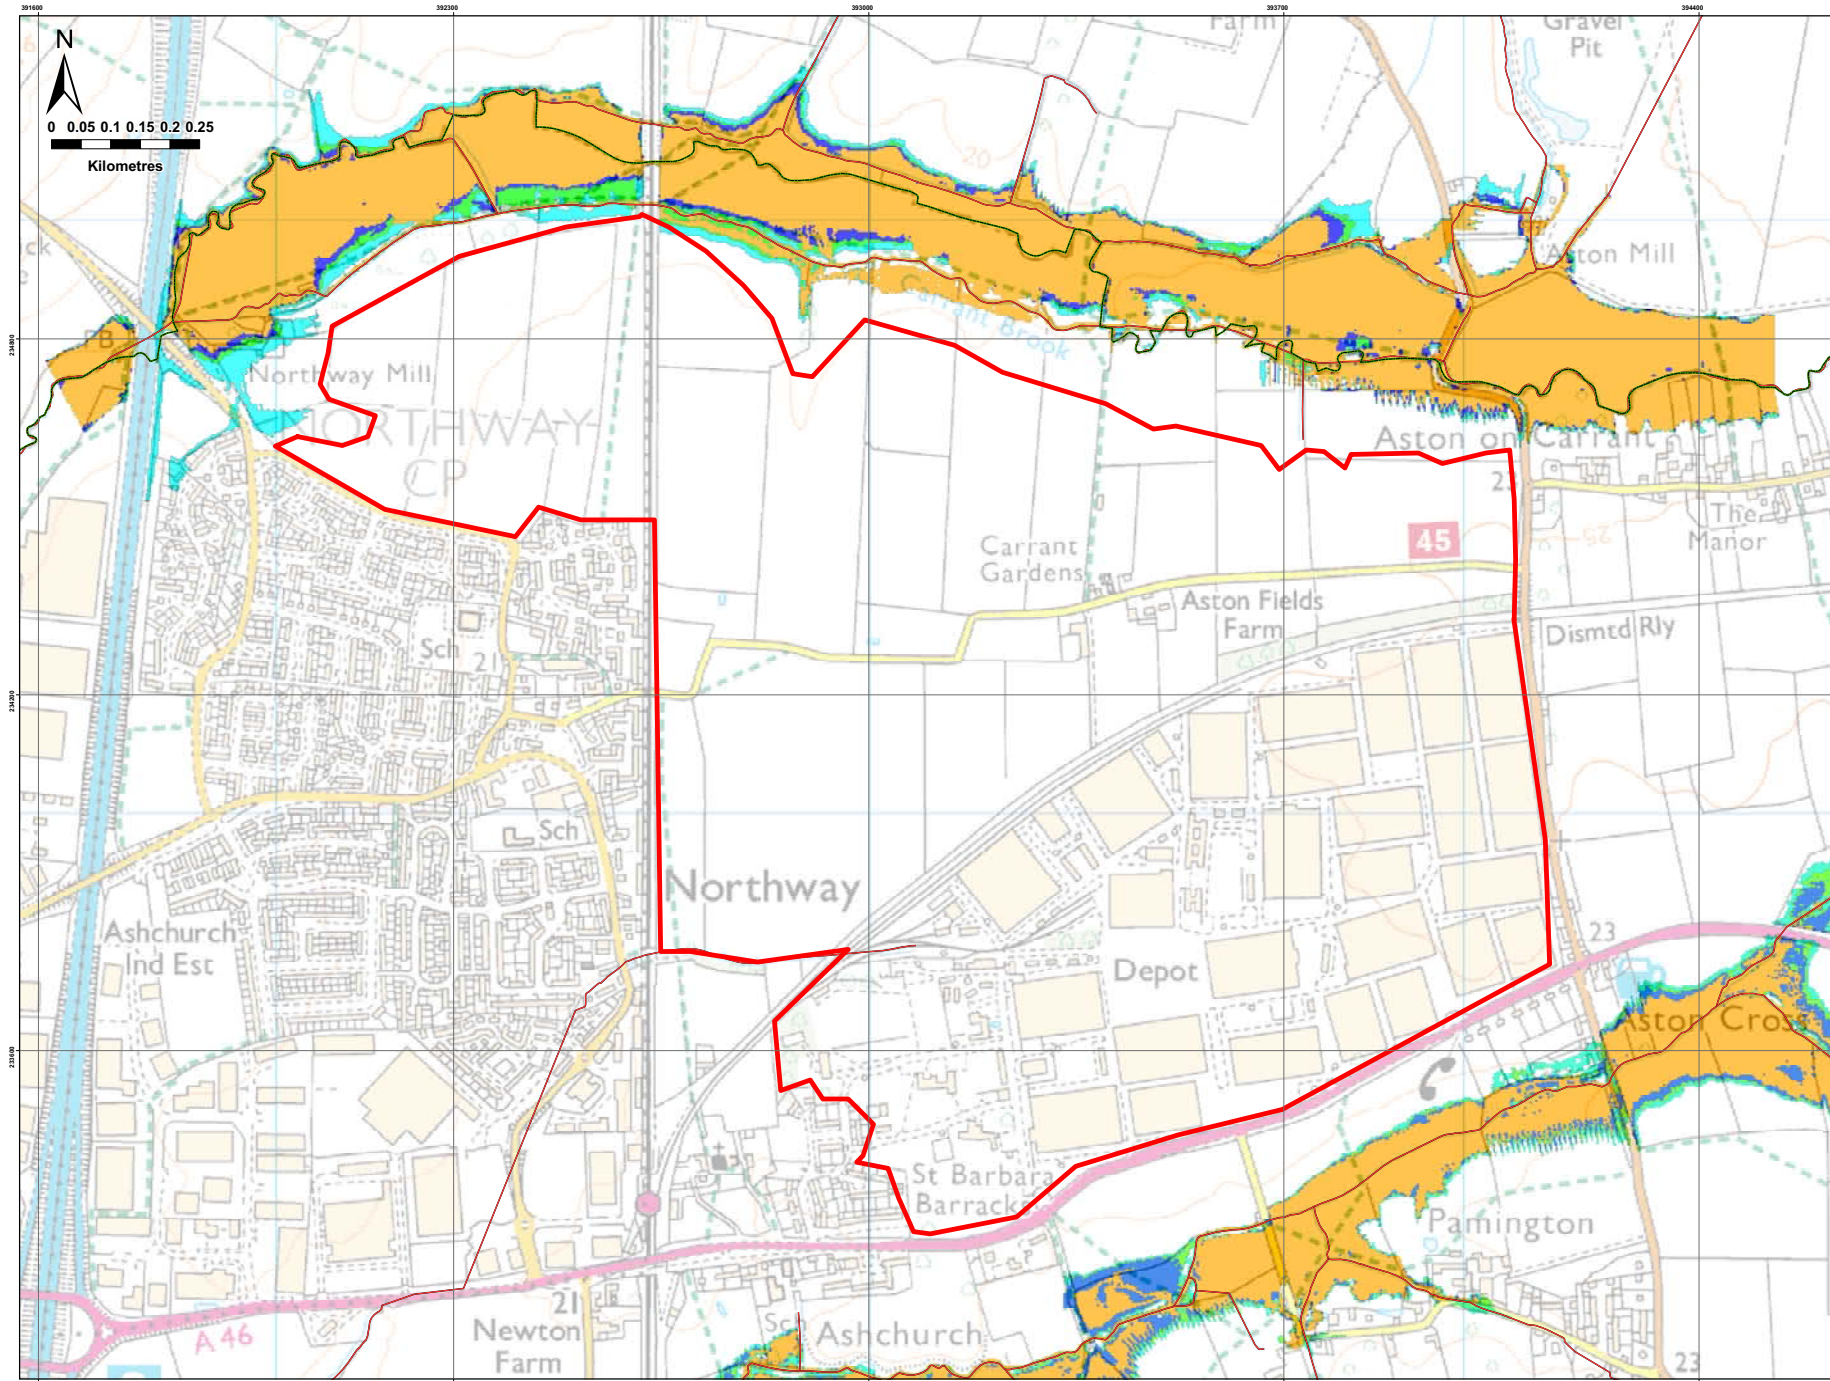 391600
392300
393000
393700
394400
N
0 0.05 0.1 0.15 0.2 0.25
Kilometres
Farm
Gravel
Pit
20
Aston Mill
234800
B
Carrant Brook
Northway Mill
NORTHWAY
CP
Aston on Carrant
The
Manor
25
45
Carrant
Gardens
Aston Fields
Farm
Dismtd Rly
Sch
21
234200
Sch
Northway
Ashchurch
Ind Est
Depot
23
Aston Cross
233600
St Barbara
Barracks
Pamington
21
A 46
Newton
Farm
Ashchurch
23